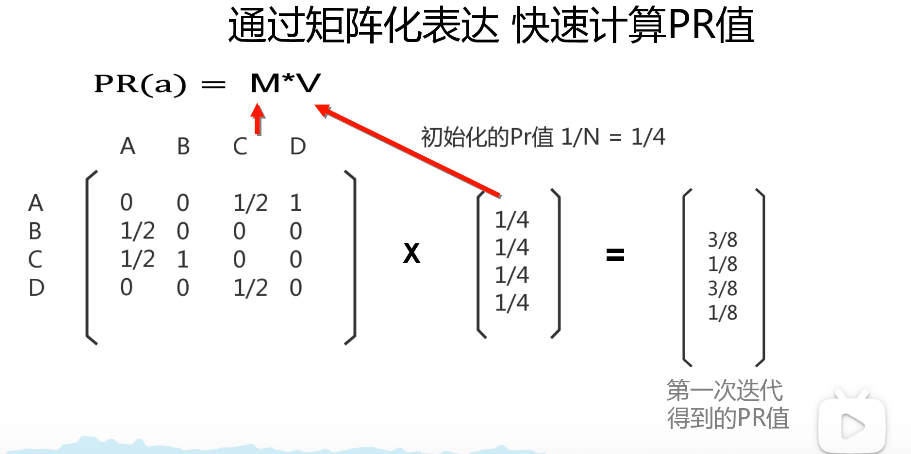 通过矩阵化表达 快速计算PR值
PR(a) = M*V
初始化的Pr值 1/N = 1/4
A B C D
A 0 0 1/2 1
B 1/2 0 0 0
C 1/2 1 0 0
D 0 0 1/2 0
X
1/4
1/4
1/4
1/4
=
3/8
1/8
3/8
1/8
第一次迭代
得到的PR值